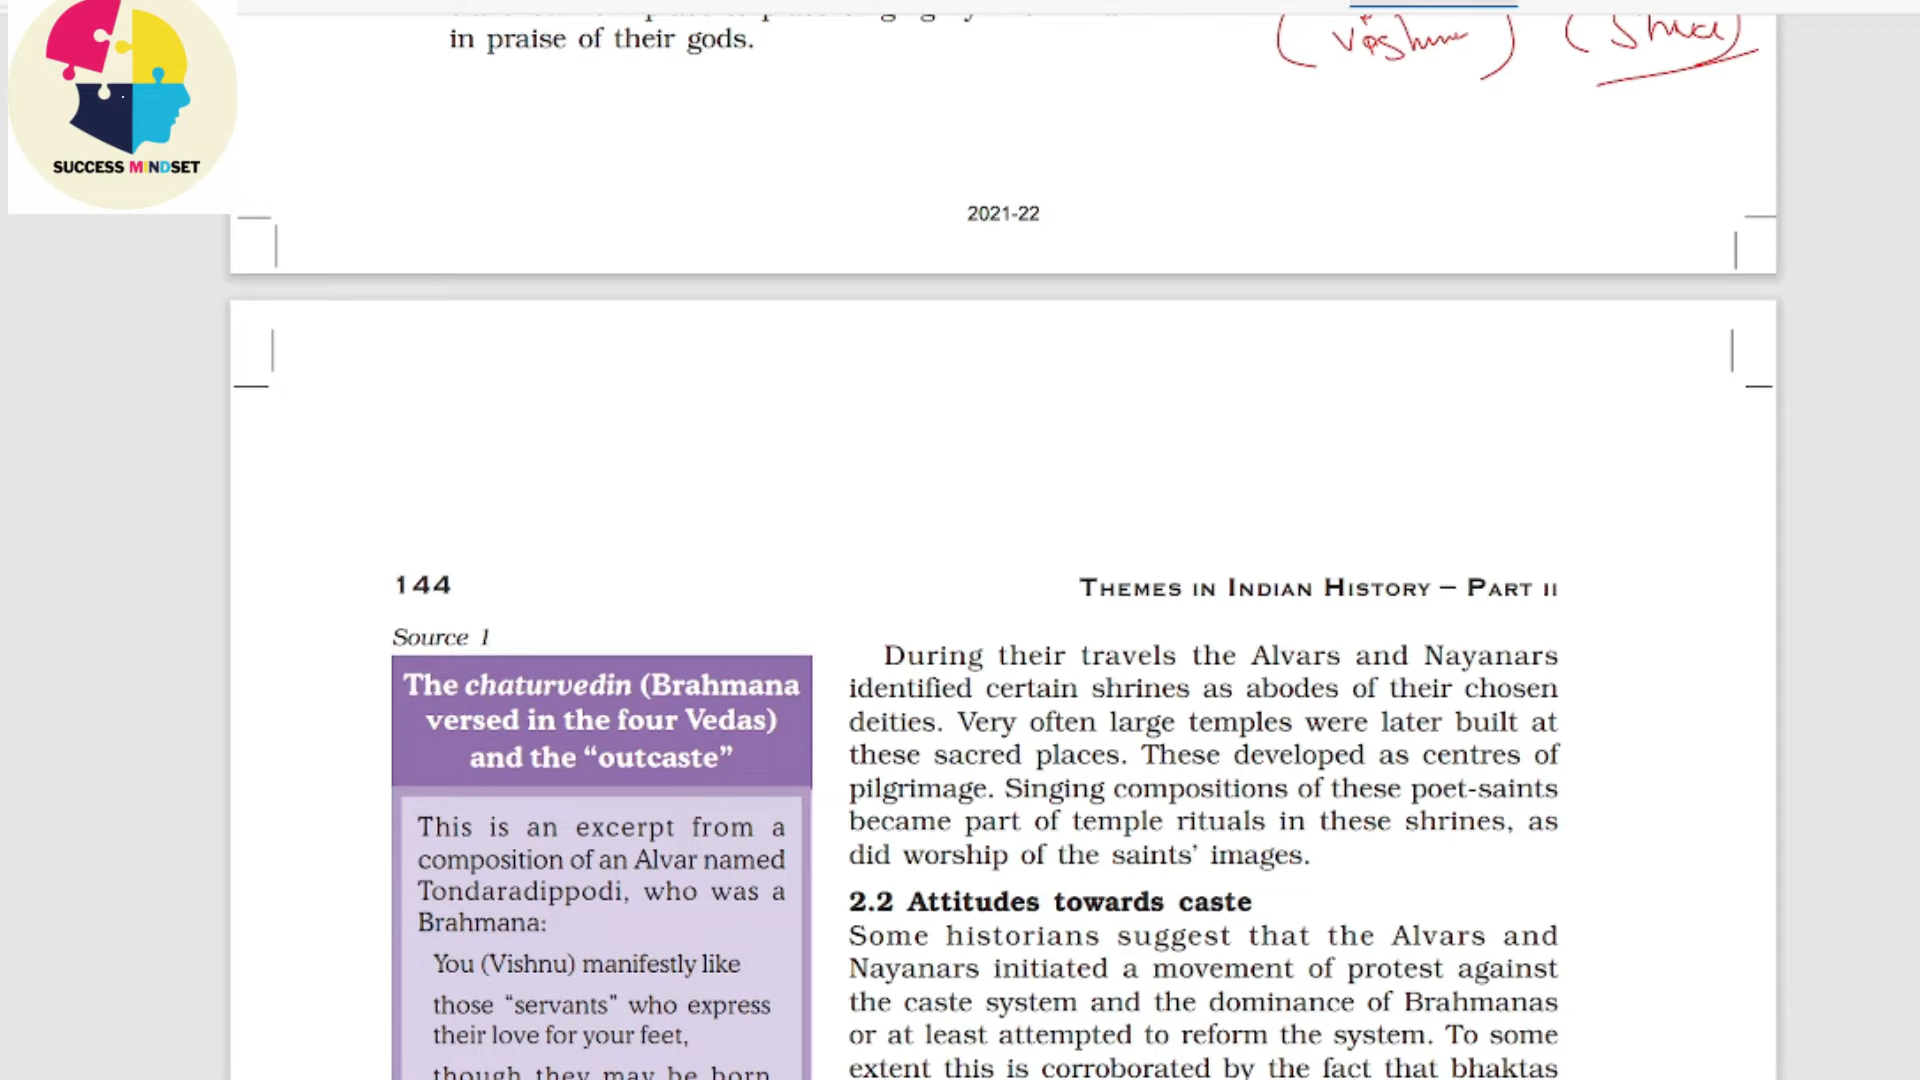 in praise of their gods.
(Vishnu) (Shiva)
SUCCESS MINDSET
2021-22
144
THEMES IN INDIAN HISTORY – PART II
Source 1
The chaturvedin (Brahmana
versed in the four Vedas)
and the “outcaste”
This is an excerpt from a
composition of an Alvar named
Tondaradippodi, who was a
Brahmana:
You (Vishnu) manifestly like
those “servants” who express
their love for your feet,
though they may be born
During their travels the Alvars and Nayanars
identified certain shrines as abodes of their chosen
deities. Very often large temples were later built at
these sacred places. These developed as centres of
pilgrimage. Singing compositions of these poet-saints
became part of temple rituals in these shrines, as
did worship of the saints’ images.
2.2 Attitudes towards caste
Some historians suggest that the Alvars and
Nayanars initiated a movement of protest against
the caste system and the dominance of Brahmanas
or at least attempted to reform the system. To some
extent this is corroborated by the fact that bhaktas